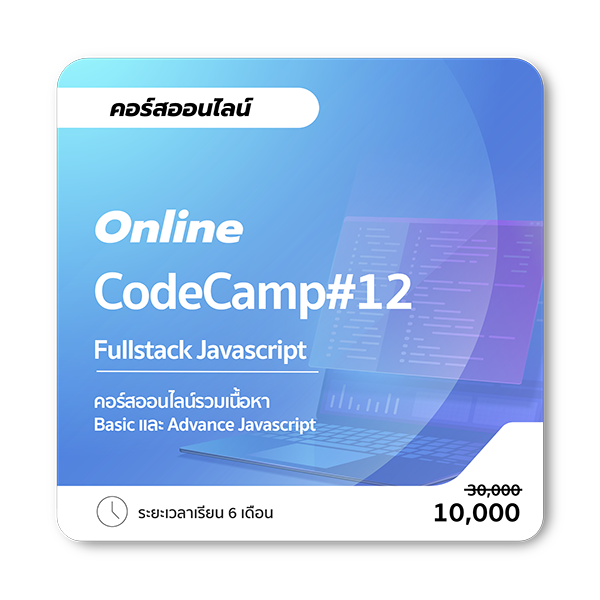 คอร์สออนไลน์
Online
CodeCamp#12
Fullstack Javascript
คอร์สออนไลน์รวมเนื้อหา
Basic และ Advance Javascript
30,000
ระยะเวลาเรียน 6 เดือน
10,000